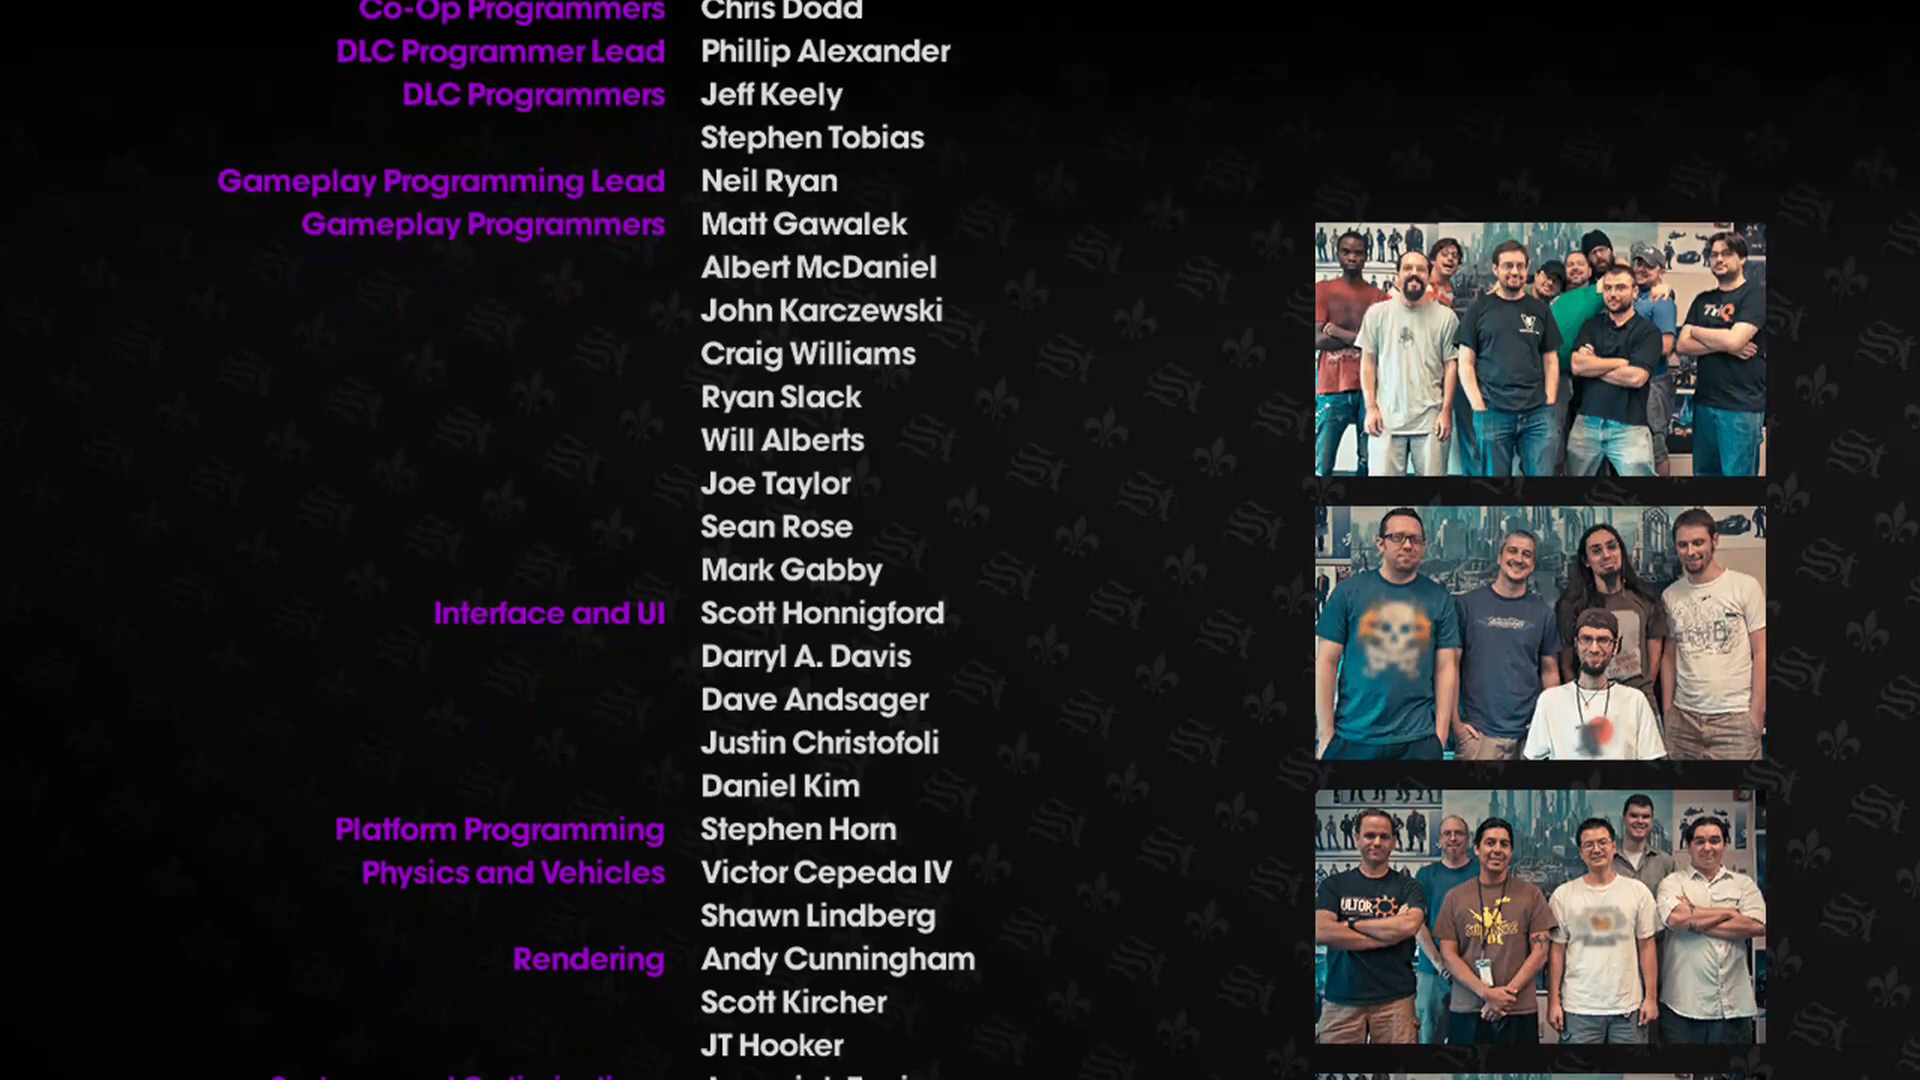 Co-Op Programmers Chris Dodd
DLC Programmer Lead Phillip Alexander
DLC Programmers Jeff Keely
Stephen Tobias
Gameplay Programming Lead Neil Ryan
Gameplay Programmers Matt Gawalek
Albert McDaniel
John Karczewski
Craig Williams
Ryan Slack
Will Alberts
Joe Taylor
Sean Rose
Mark Gabby
Interface and UI Scott Honnigford
Darryl A. Davis
Dave Andsager
Justin Christofoli
Daniel Kim
Platform Programming Stephen Horn
Physics and Vehicles Victor Cepeda IV
Shawn Lindberg
Rendering Andy Cunningham
Scott Kircher
JT Hooker
THQ
ULTOR